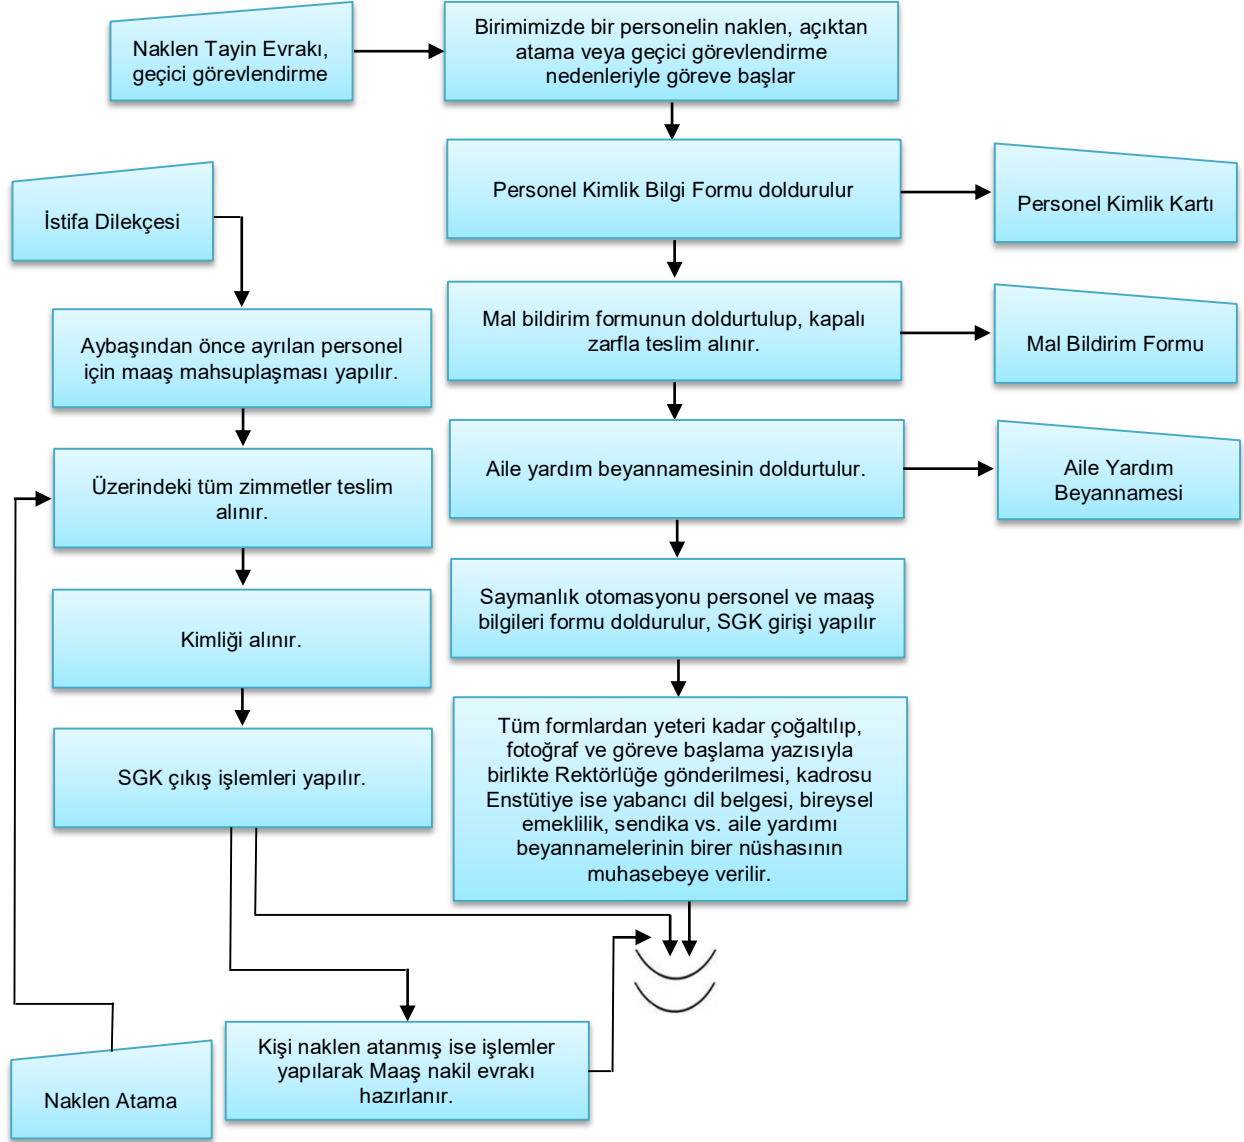 Naklen Tayin Evrakı,
geçici görevlendirme
Birimimizde bir personelin naklen, açıktan
atama veya geçici görevlendirme
nedenleriyle göreve başlar
Personel Kimlik Bilgi Formu doldurulur
Personel Kimlik Kartı
İstifa Dilekçesi
Mal bildirim formunun doldurtulup, kapalı
zarfla teslim alınır.
Mal Bildirim Formu
Aybaşından önce ayrılan personel
için maaş mahsuplaşması yapılır.
Aile yardım beyannamesinin doldurtulur.
Aile Yardım
Beyannamesi
Üzerindeki tüm zimmetler teslim
alınır.
Saymanlık otomasyonu personel ve maaş
bilgileri formu doldurulur, SGK girişi yapılır
Kimliği alınır.
Tüm formlardan yeteri kadar çoğaltılıp,
fotoğraf ve göreve başlama yazısıyla
birlikte Rektörlüğe gönderilmesi, kadrosu
Enstütiye ise yabancı dil belgesi, bireysel
emeklilik, sendika vs. aile yardımı
beyannamelerinin birer nüshasının
muhasebeye verilir.
SGK çıkış işlemleri yapılır.
Kişi naklen atanmış ise işlemler
yapılarak Maaş nakil evrakı
hazırlanır.
Naklen Atama